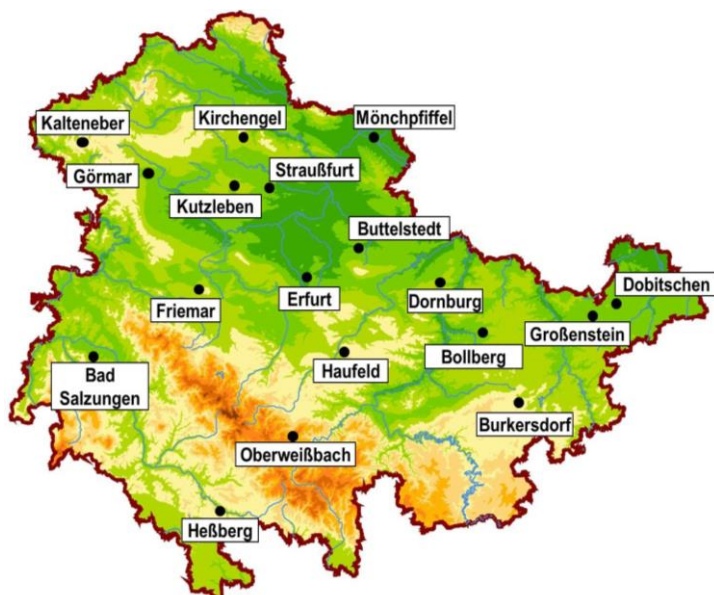 Kalteneber
Kirchengel
Mönchpfiffel
Görmar
Straußfurt
Kutzleben
Buttelstedt
Friemar
Erfurt
Dornburg
Dobitschen
Großenstein
Bollberg
Haufeld
Bad
Salzungen
Burkersdorf
Oberweißbach
Heßberg